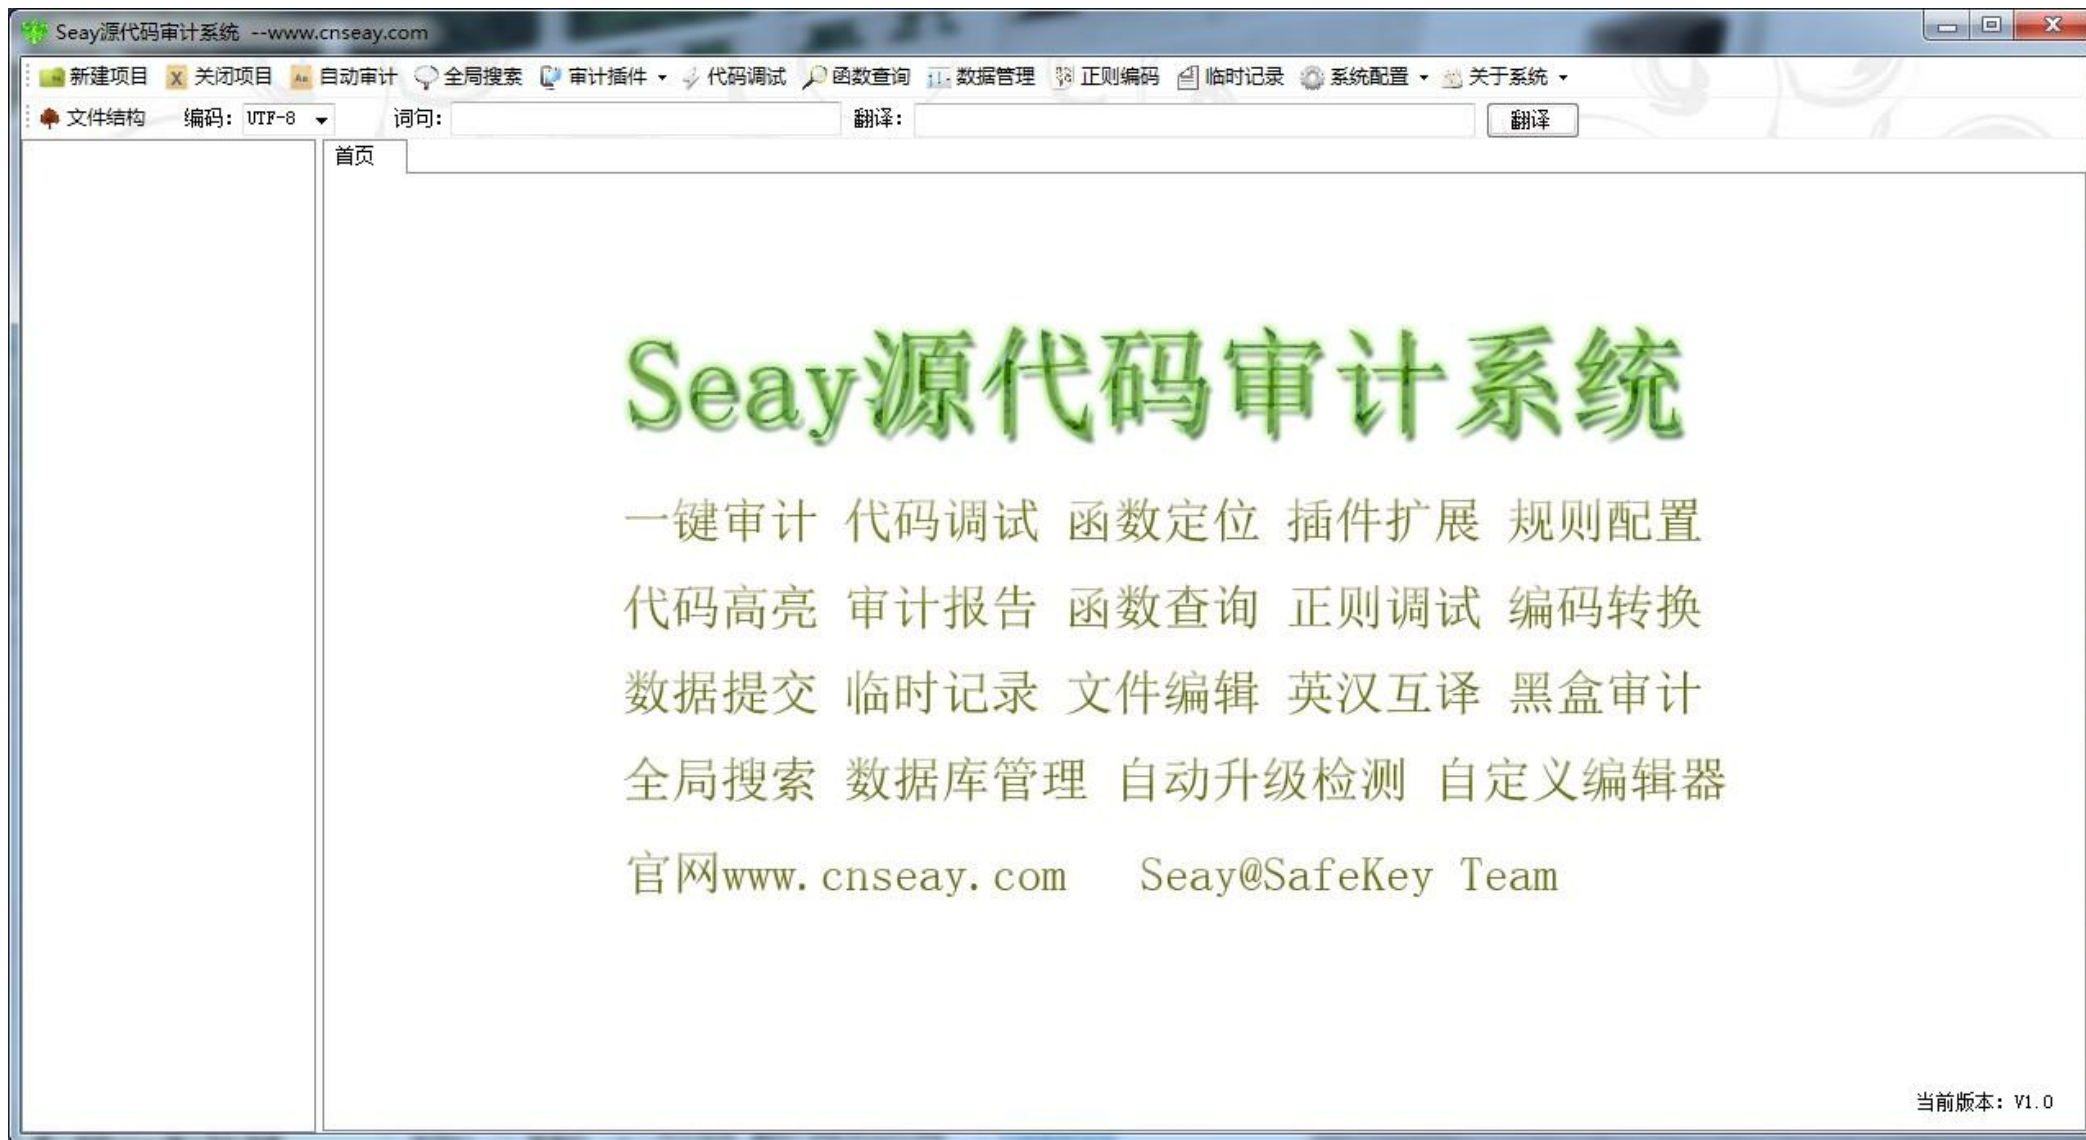 Seay源代码审计系统 --www.cnseay.com
新建项目 关闭项目 自动审计 全局搜索 审计插件 代码调试 函数查询 数据管理 正则编码 临时记录 系统配置 关于系统
文件结构 编码: UTF-8 词句: 翻译: 翻译
首页
Seay源代码审计系统
一键审计 代码调试 函数定位 插件扩展 规则配置
代码高亮 审计报告 函数查询 正则调试 编码转换
数据提交 临时记录 文件编辑 英汉互译 黑盒审计
全局搜索 数据库管理 自动升级检测 自定义编辑器
官网www.cnseay.com Seay@SafeKey Team
当前版本: V1.0